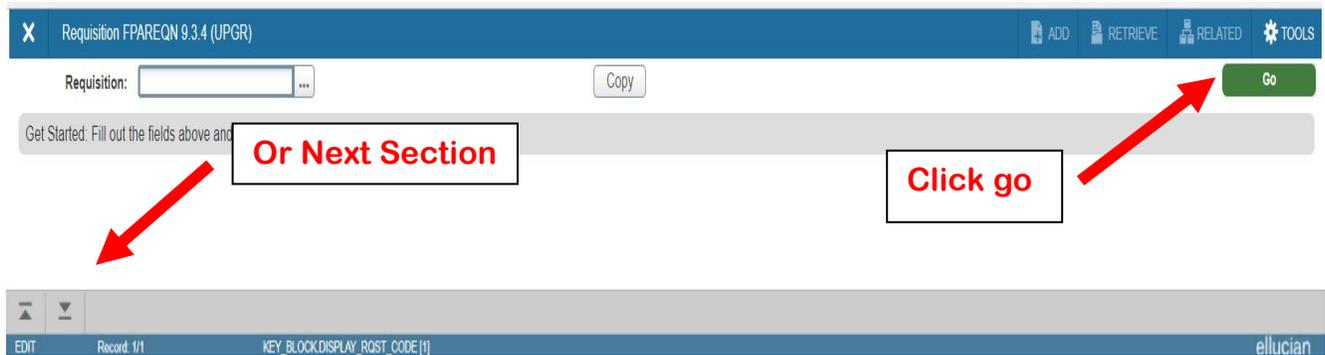 X Requisition FPAREQN 9.3.4 (UPGR) ADD RETRIEVE RELATED TOOLS
Requisition: ... Copy Go
Get Started: Fill out the fields above and
Or Next Section
Click go
EDIT Record: 1/1 KEY_BLOCK.DISPLAY_RQST_CODE [1] ellucian